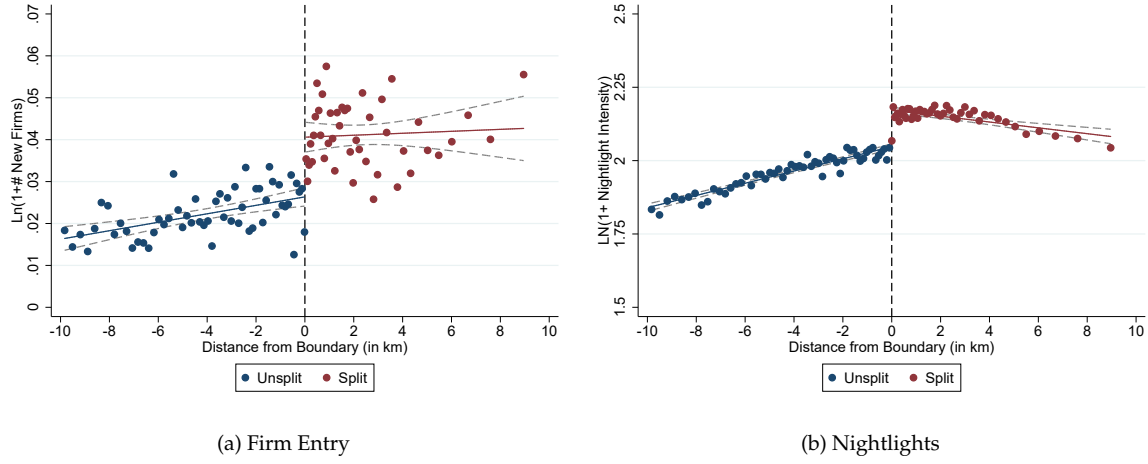 Ln(1+# New Firms)
.07
.06
.05
.04
.03
.02
.01
0
-10 -8 -6 -4 -2 0 2 4 6 8 10
Distance from Boundary (in km)
Unsplit Split
(a) Firm Entry
LN(1+ Nightlight Intensity)
2.5
2.25
2
1.75
1.5
-10 -8 -6 -4 -2 0 2 4 6 8 10
Distance from Boundary (in km)
Unsplit Split
(b) Nightlights